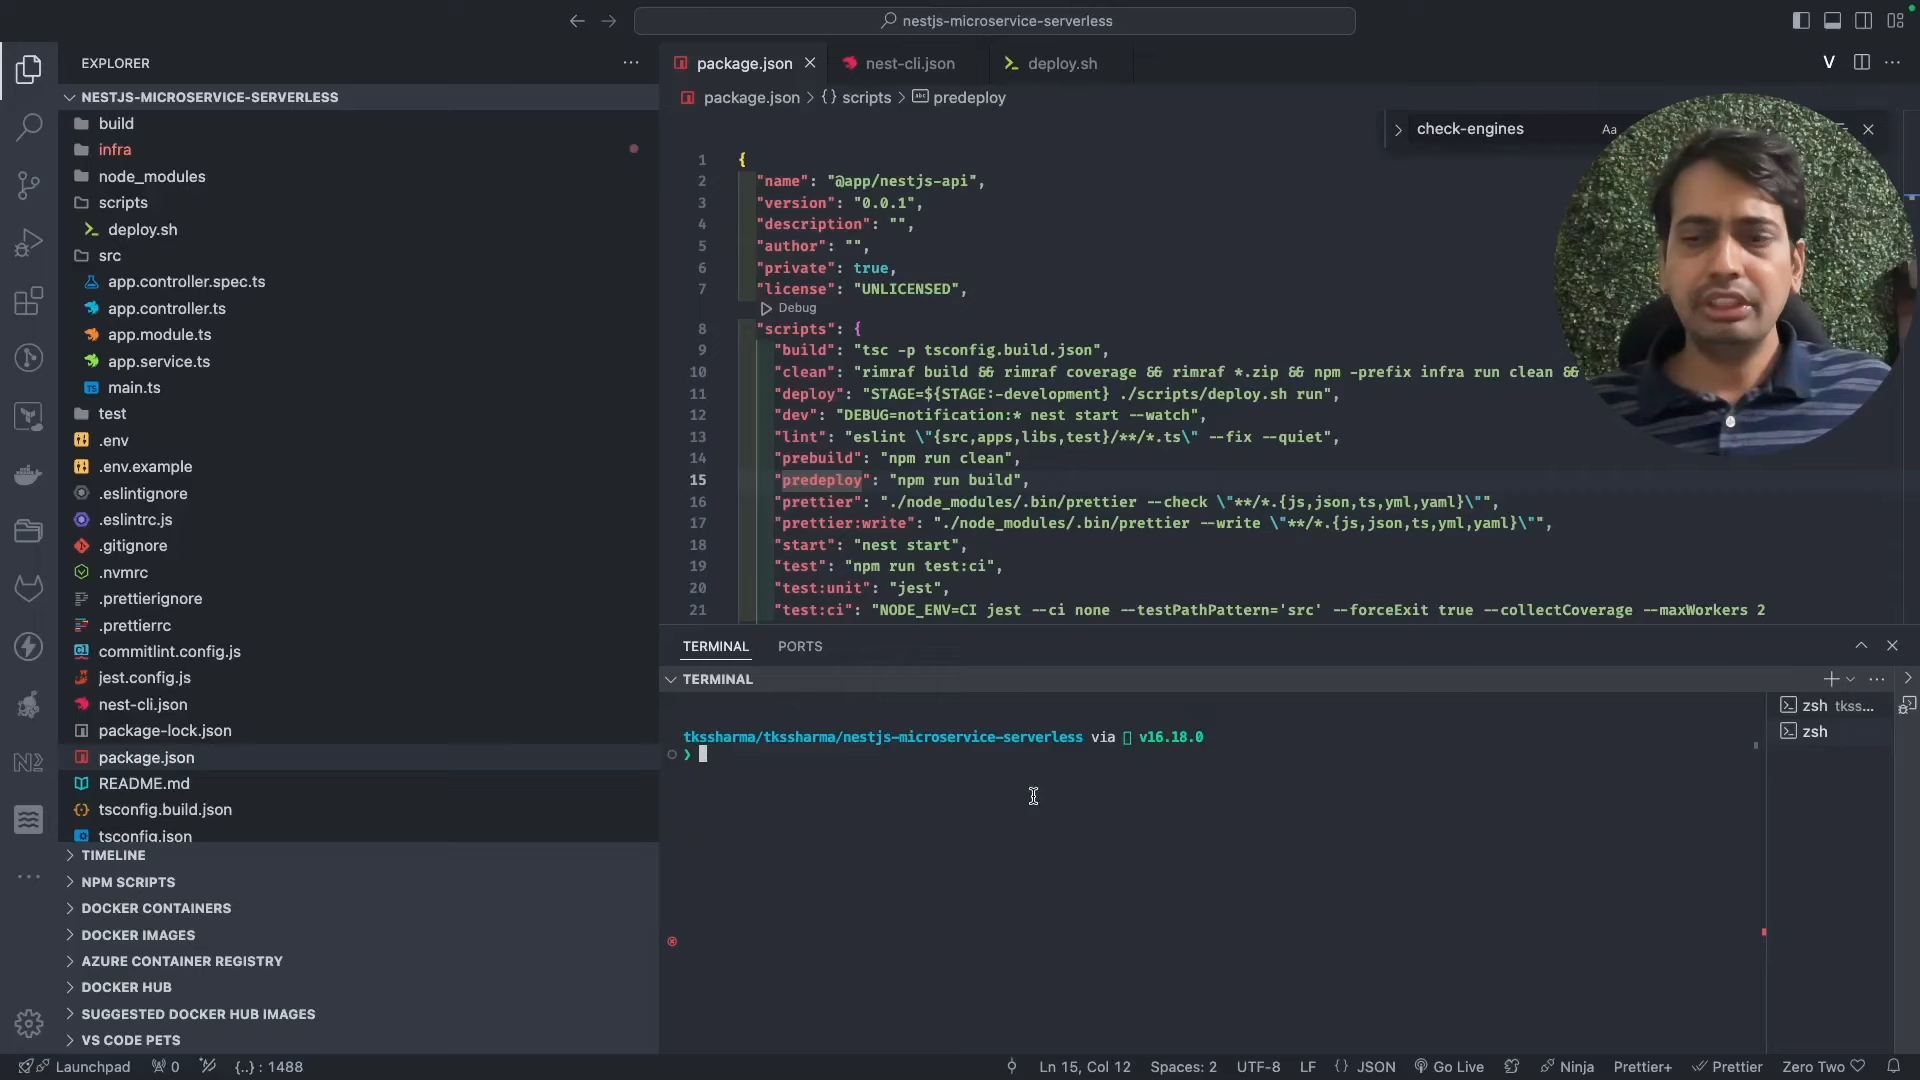 nestjs-microservice-serverless
EXPLORER
NESTJS-MICROSERVICE-SERVERLESS
build
infra
node_modules
scripts
deploy.sh
src
app.controller.spec.ts
app.controller.ts
app.module.ts
app.service.ts
main.ts
test
.env
.env.example
.eslintignore
.eslintrc.js
.gitignore
.nvmrc
.prettierignore
.prettierrc
commitlint.config.js
jest.config.js
nest-cli.json
package-lock.json
package.json
README.md
tsconfig.build.json
tsconfig.json
TIMELINE
NPM SCRIPTS
DOCKER CONTAINERS
DOCKER IMAGES
AZURE CONTAINER REGISTRY
DOCKER HUB
SUGGESTED DOCKER HUB IMAGES
VS CODE PETS
package.json
nest-cli.json
deploy.sh
V
package.json > {} scripts > predeploy
check-engines
Aa
1 {
2 "name": "@app/nestjs-api",
3 "version": "0.0.1",
4 "description": "",
5 "author": "",
6 "private": true,
7 "license": "UNLICENSED",
Debug
8 "scripts": {
9 "build": "tsc -p tsconfig.build.json",
10 "clean": "rimraf build && rimraf coverage && rimraf *.zip && npm -prefix infra run clean &&
11 "deploy": "STAGE=${STAGE:-development} ./scripts/deploy.sh run",
12 "dev": "DEBUG=notification:* nest start --watch",
13 "lint": "eslint \"{src,apps,libs,test}/**/*.ts\" --fix --quiet",
14 "prebuild": "npm run clean",
15 "predeploy": "npm run build",
16 "prettier": "./node_modules/.bin/prettier --check \"**/*.{js,json,ts,yml,yaml}\"",
17 "prettier:write": "./node_modules/.bin/prettier --write \"**/*.{js,json,ts,yml,yaml}\"",
18 "start": "nest start",
19 "test": "npm run test:ci",
20 "test:unit": "jest",
21 "test:ci": "NODE_ENV=CI jest --ci none --testPathPattern='src' --forceExit true --collectCoverage --maxWorkers 2
TERMINAL
PORTS
TERMINAL
tkssharma/tkssharma/nestjs-microservice-serverless via v16.18.0
❯
zsh tkss...
zsh
Launchpad
0
{..} : 1488
Ln 15, Col 12
Spaces: 2
UTF-8
LF
{} JSON
Go Live
Ninja
Prettier+
Prettier
Zero Two